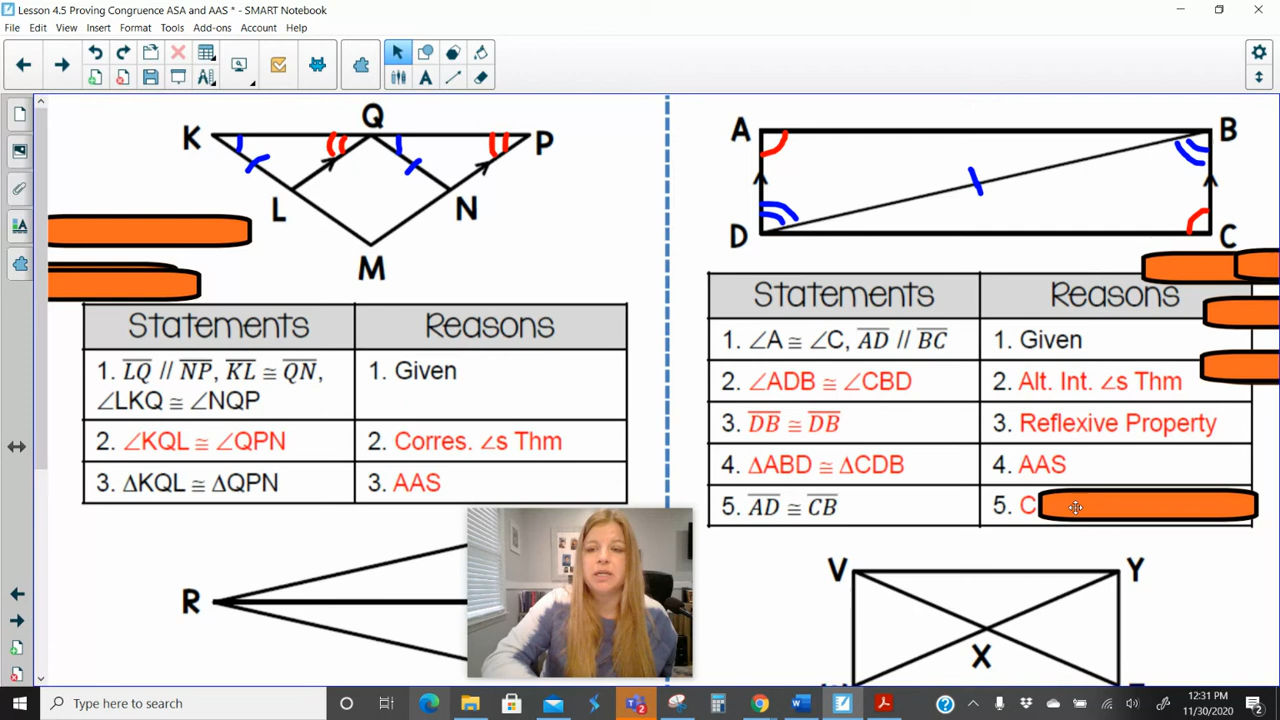 Lesson 4.5 Proving Congruence ASA and AAS * - SMART Notebook
File Edit View Insert Format Tools Add-ons Account Help
K
Q
P
L
N
M
Statements Reasons
1. LQ // NP, KL ≅ QN,
∠LKQ ≅ ∠NQP
1. Given
2. ∠KQL ≅ ∠QPN 2. Corres. ∠s Thm
3. ΔKQL ≅ ΔQPN 3. AAS
R
A
B
D
C
Statements Reasons
1. ∠A ≅ ∠C, AD // BC 1. Given
2. ∠ADB ≅ ∠CBD 2. Alt. Int. ∠s Thm
3. DB ≅ DB 3. Reflexive Property
4. ΔABD ≅ ΔCDB 4. AAS
5. AD ≅ CB 5. C
V
Y
X
Type here to search
12:31 PM
11/30/2020
2